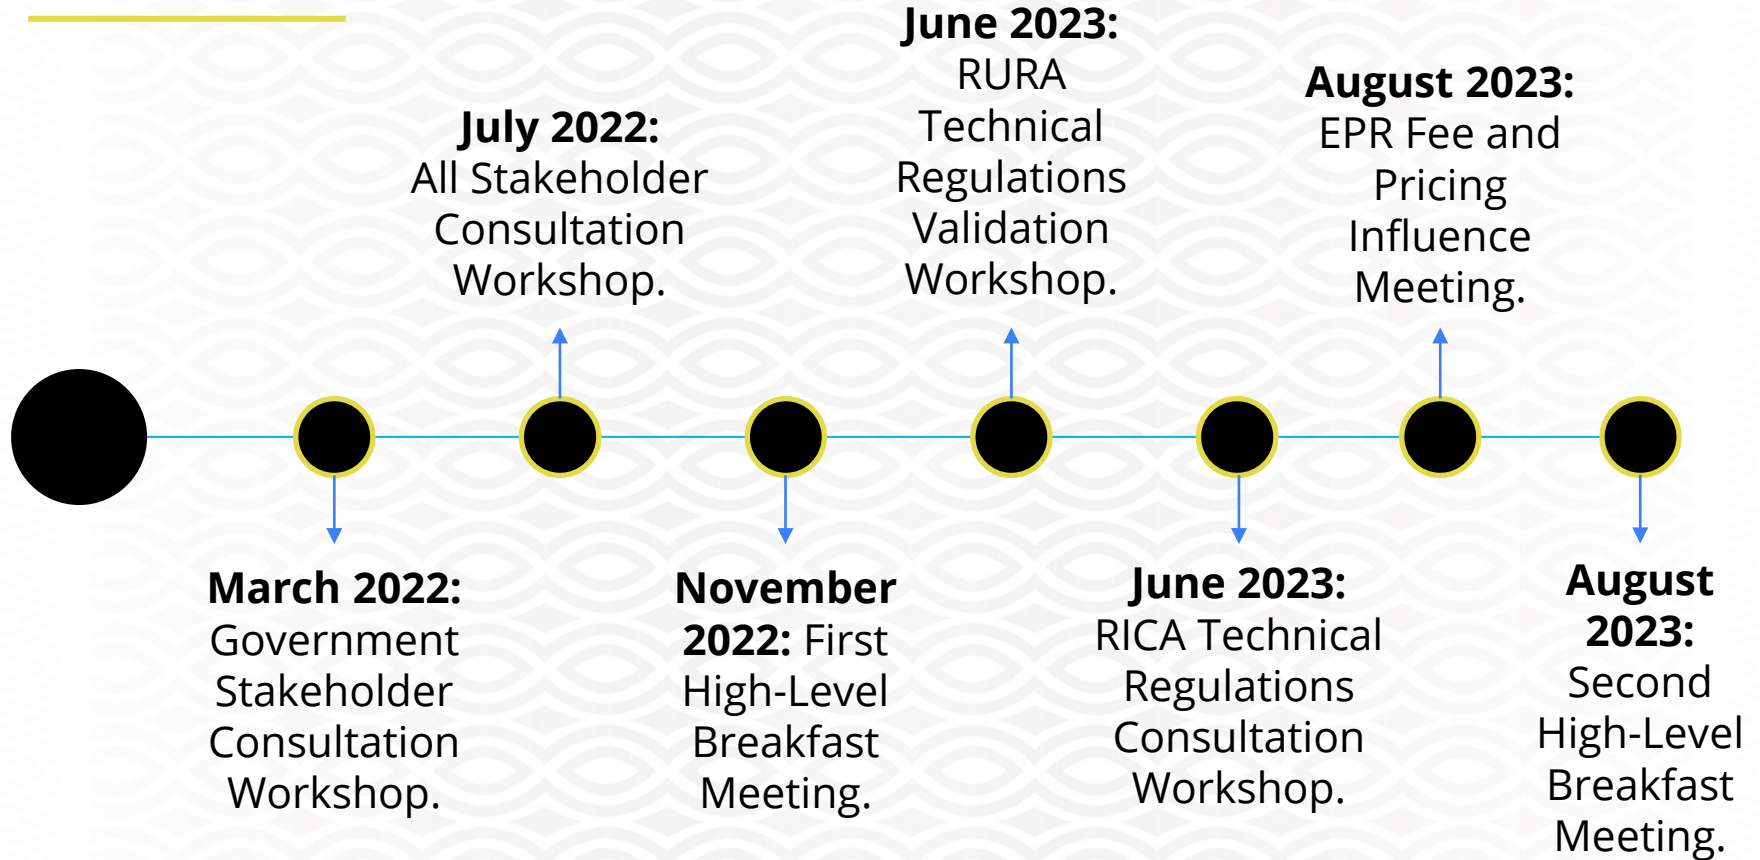 March 2022:
Government
Stakeholder
Consultation
Workshop.
July 2022:
All Stakeholder
Consultation
Workshop.
November
2022: First
High-Level
Breakfast
Meeting.
June 2023:
RURA
Technical
Regulations
Validation
Workshop.
June 2023:
RICA Technical
Regulations
Consultation
Workshop.
August 2023:
EPR Fee and
Pricing
Influence
Meeting.
August
2023:
Second
High-Level
Breakfast
Meeting.